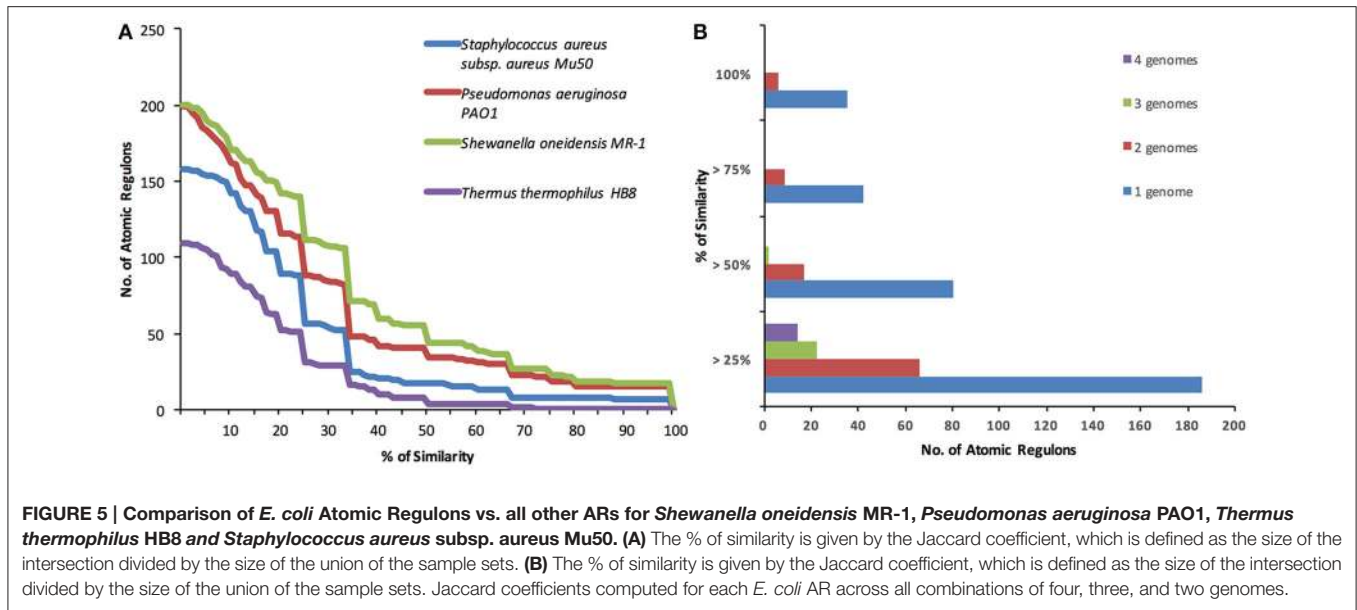 A
250
200
150
100
50
0
No. of Atomic Regulons
10 20 30 40 50 60 70 80 90 100
% of Similarity
Staphylococcus aureus
subsp. aureus Mu50
Pseudomonas aeruginosa
PAO1
Shewanella oneidensis MR-1
Thermus thermophilus HB8
B
100%
> 75%
> 50%
> 25%
% of Similarity
0 20 40 60 80 100 120 140 160 180 200
No. of Atomic Regulons
4 genomes
3 genomes
2 genomes
1 genome
FIGURE 5 | Comparison of E. coli Atomic Regulons vs. all other ARs for Shewanella oneidensis MR-1, Pseudomonas aeruginosa PAO1, Thermus
thermophilus HB8 and Staphylococcus aureus subsp. aureus Mu50. (A) The % of similarity is given by the Jaccard coefficient, which is defined as the size of the
intersection divided by the size of the union of the sample sets. (B) The % of similarity is given by the Jaccard coefficient, which is defined as the size of the intersection
divided by the size of the union of the sample sets. Jaccard coefficients computed for each E. coli AR across all combinations of four, three, and two genomes.